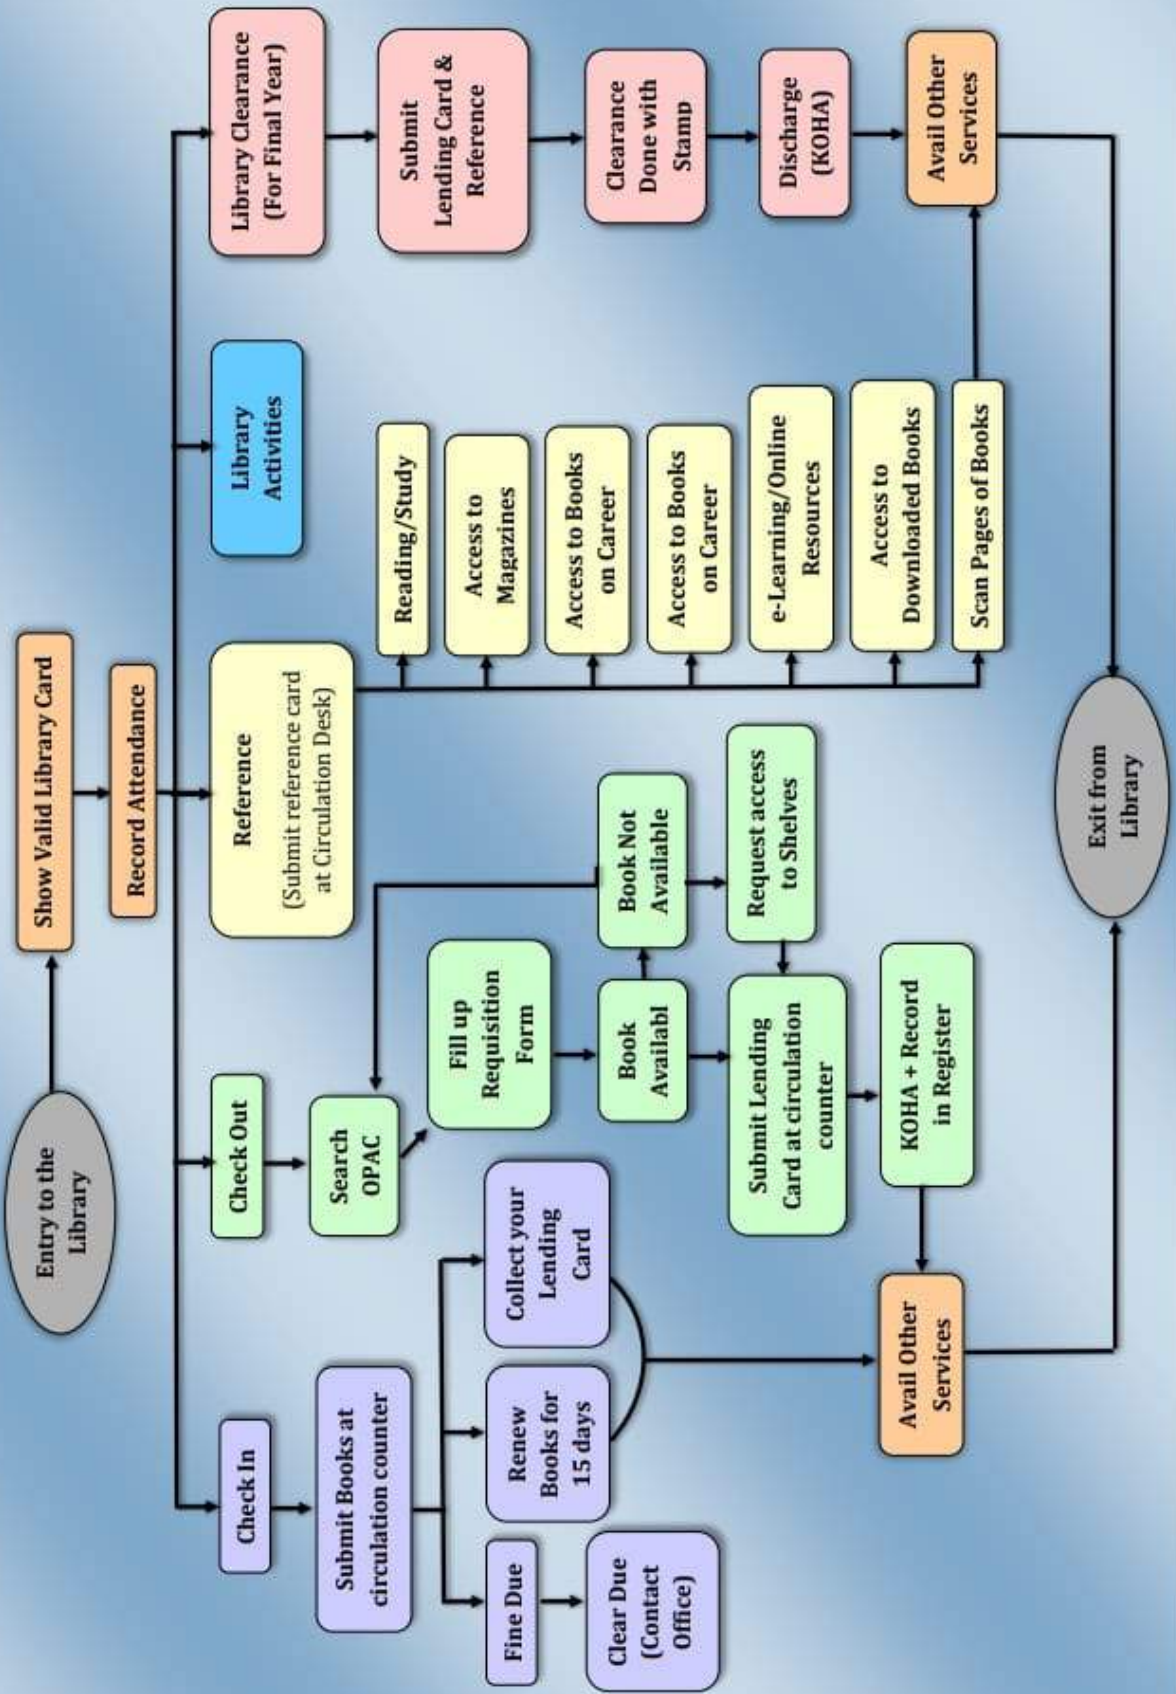 Entry to the
Library
Show Valid Library Card
Record Attendance
Check In
Submit Books at
circulation counter
Fine Due
Clear Due
(Contact
Office)
Renew
Books for
15 days
Collect your
Lending
Card
Check Out
Search
OPAC
Fill up
Requisition
Form
Book
Availabl
Book Not
Available
Request access
to Shelves
Submit Lending
Card at circulation
counter
KOHA + Record
in Register
Avail Other
Services
Reference
(Submit reference card
at Circulation Desk)
Reading/Study
Access to
Magazines
Access to Books
on Career
Access to Books
on Career
e-Learning/Online
Resources
Access to
Downloaded Books
Scan Pages of Books
Library
Activities
Library Clearance
(For Final Year)
Submit
Lending Card &
Reference
Clearance
Done with
Stamp
Discharge
(KOHA)
Avail Other
Services
Exit from
Library